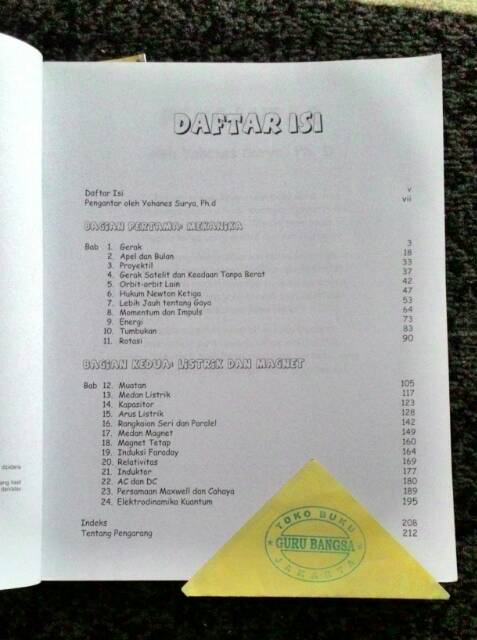 DAFTAR ISI
Daftar Isi v
Pengantar oleh Yohanes Surya, Ph.d vii
BAGIAN PERTAMA: MEKANIKA
Bab 1. Gerak 3
2. Apel dan Bulan 18
3. Proyektil 33
4. Gerak Satelit dan Keadaan Tanpa Berat 37
5. Orbit-orbit Lain 42
6. Hukum Newton Ketiga 47
7. Lebih Jauh tentang Gaya 53
8. Momentum dan Impuls 64
9. Energi 73
10. Tumbukan 83
11. Rotasi 90
BAGIAN KEDUA: LISTRIK DAN MAGNET
Bab 12. Muatan 105
13. Medan Listrik 117
14. Kapasitor 123
15. Arus Listrik 128
16. Rangkaian Seri dan Paralel 142
17. Medan Magnet 149
18. Magnet Tetap 160
19. Induksi Faraday 164
20. Relativitas 169
21. Induktor 177
22. AC dan DC 180
23. Persamaan Maxwell dan Cahaya 189
24. Elektrodinamika Kuantum 195
Indeks 208
Tentang Pengarang 212
TOKO BUKU
GURU BANGSA
JAKARTA